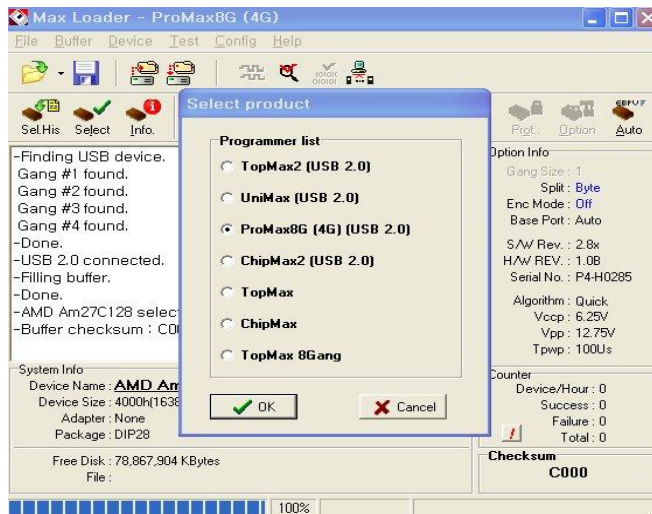 Max Loader - ProMax8G (4G)
File Buffer Device Test Config Help
Sel.His Select Info. Prot.. Option Auto
-Finding USB device.
Gang #1 found.
Gang #2 found.
Gang #3 found.
Gang #4 found.
-Done.
-USB 2.0 connected.
-Filling buffer.
-Done.
-AMD Am27C128 selec
-Buffer checksum : C0
Select product
Programmer list
TopMax2 (USB 2.0)
UniMax (USB 2.0)
ProMax8G (4G) (USB 2.0)
ChipMax2 (USB 2.0)
TopMax
ChipMax
TopMax 8Gang
OK Cancel
Option Info
Gang Size : 1
Split : Byte
Enc Mode : Off
Base Port : Auto
S/W Rev. : 2.8x
H/W REV. : 1.0B
Serial No. : P4-H0285
Algorithm : Quick
Vccp : 6.25V
Vpp : 12.75V
Tpwp : 100Us
System Info
Device Name : AMD Am
Device Size : 4000h(1638
Adapter : None
Package : DIP28
Free Disk : 78,867,904 KBytes
File :
Counter
Device/Hour : 0
Success : 0
Failure : 0
Total : 0
Checksum
C000
100%